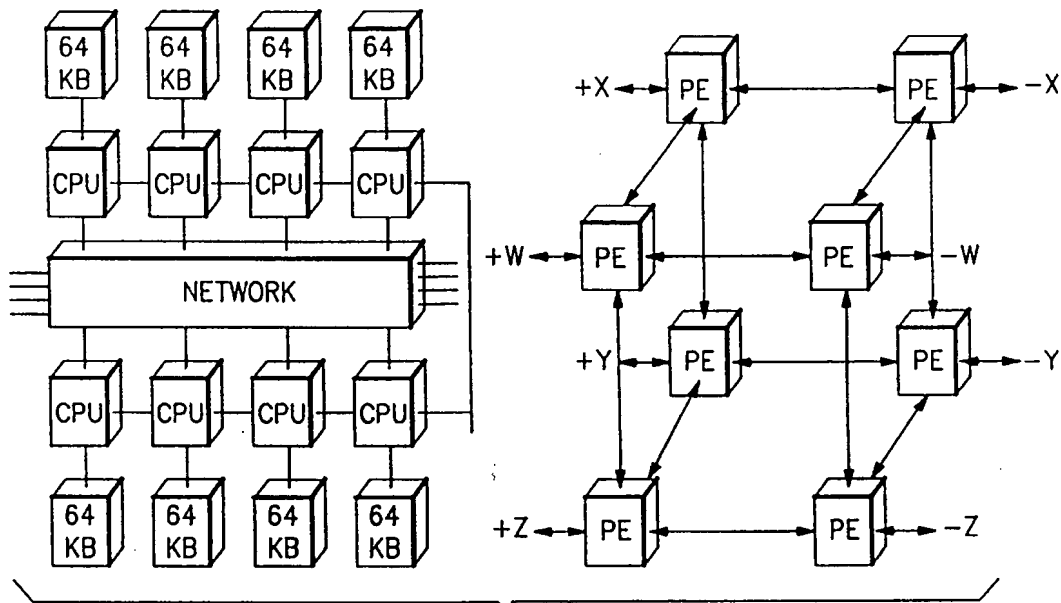 64 KB
64 KB
64 KB
64 KB
CPU
CPU
CPU
CPU
NETWORK
CPU
CPU
CPU
CPU
64 KB
64 KB
64 KB
64 KB
+X
PE
PE
-X
+W
PE
PE
-W
+Y
PE
PE
-Y
+Z
PE
PE
-Z